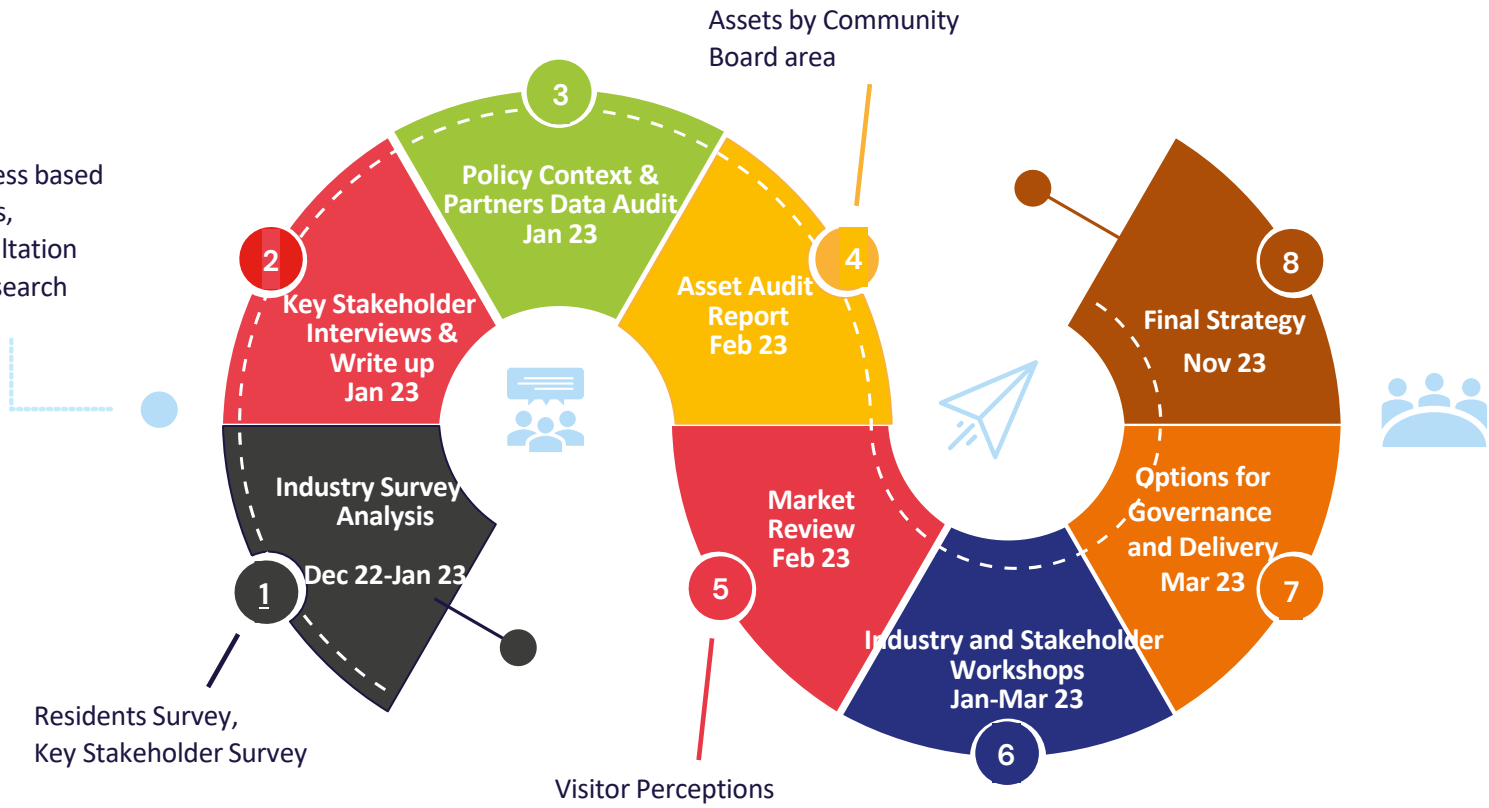 Assets by Community
Board area
3
Policy Context &
Partners Data Audit
Jan 23
ess based
s,
ltation
search
2
Key Stakeholder
Interviews &
Write up
Jan 23
4
Asset Audit
Report
Feb 23
8
Final Strategy
Nov 23
Industry Survey
Analysis
Dec 22-Jan 23
1
Residents Survey,
Key Stakeholder Survey
Market
Review
Feb 23
5
Visitor Perceptions
Industry and Stakeholder
Workshops
Jan-Mar 23
6
Options for
Governance
and Delivery
Mar 23
7